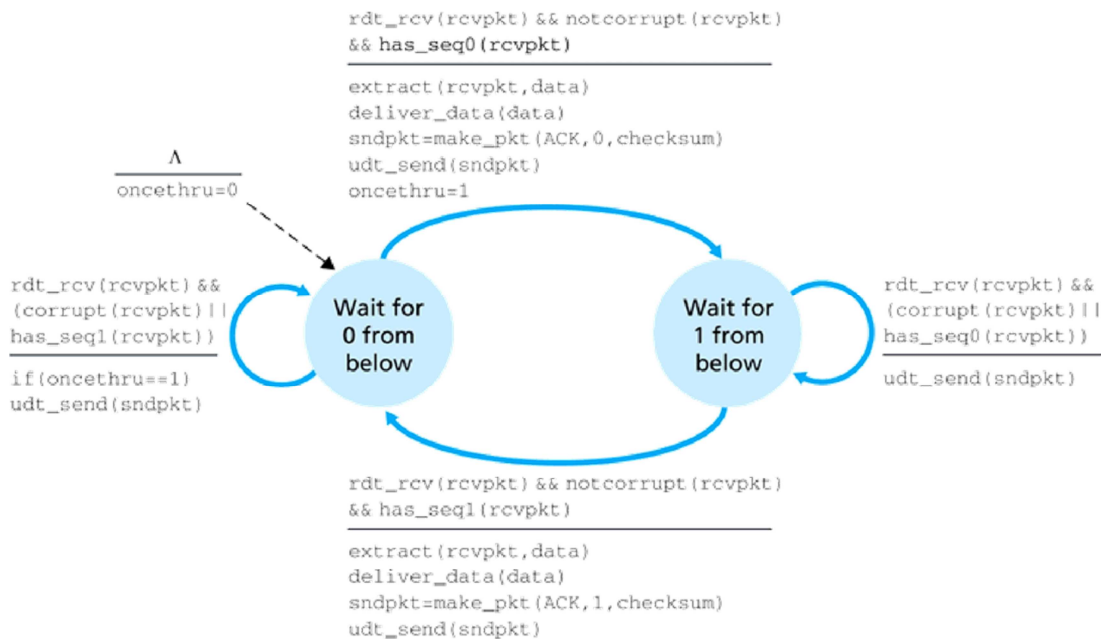 rdt_rcv(rcvpkt) && notcorrupt(rcvpkt)
&& has_seq0(rcvpkt)
extract(rcvpkt,data)
deliver_data(data)
sndpkt=make_pkt(ACK,0,checksum)
udt_send(sndpkt)
oncethru=1
Λ
oncethru=0
rdt_rcv(rcvpkt) &&
(corrupt(rcvpkt)||
has_seq1(rcvpkt))
if(oncethru==1)
udt_send(sndpkt)
Wait for
0 from
below
Wait for
1 from
below
rdt_rcv(rcvpkt) &&
(corrupt(rcvpkt)||
has_seq0(rcvpkt))
udt_send(sndpkt)
rdt_rcv(rcvpkt) && notcorrupt(rcvpkt)
&& has_seq1(rcvpkt)
extract(rcvpkt,data)
deliver_data(data)
sndpkt=make_pkt(ACK,1,checksum)
udt_send(sndpkt)